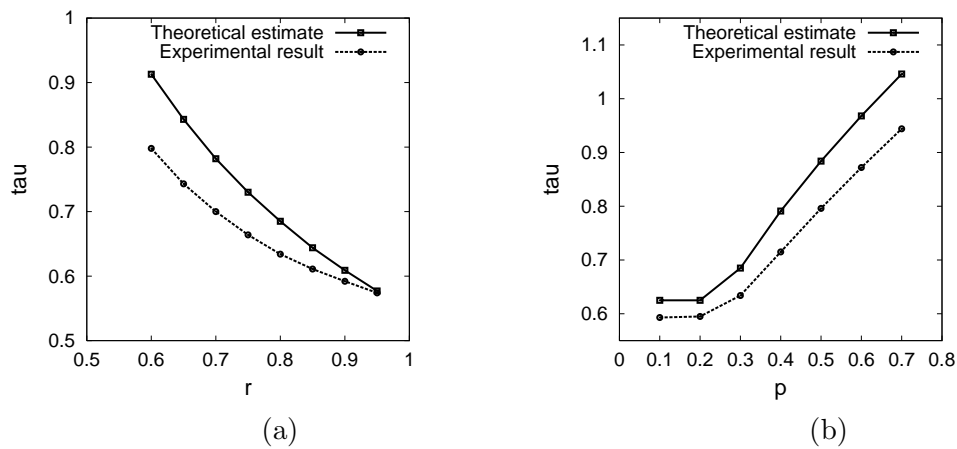 1
0.9
0.8
0.7
0.6
0.5
0.5 0.6 0.7 0.8 0.9 1
tau
r
Theoretical estimate
Experimental result
(a)
1.1
1
0.9
0.8
0.7
0.6
0 0.1 0.2 0.3 0.4 0.5 0.6 0.7 0.8
tau
p
Theoretical estimate
Experimental result
(b)